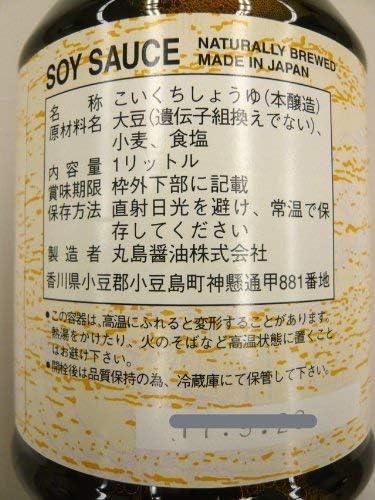 SOY SAUCE NATURALLY BREWED
MADE IN JAPAN
名 称 こいくちしょうゆ(本醸造)
原材料名 大豆(遺伝子組換えでない)、
小麦、食塩
内容量 1リットル
賞味期限 枠外下部に記載
保存方法 直射日光を避け、常温で保
存してください
製造者 丸島醤油株式会社
香川県小豆郡小豆島町神懸通甲881番地
●この容器は、高温にふれると変形することがあります。
熱湯をかけたり、火のそばなど高温状態に置くこと
はお避け下さい。
●開栓後は品質保持の為、冷蔵庫にて保管して下さい。